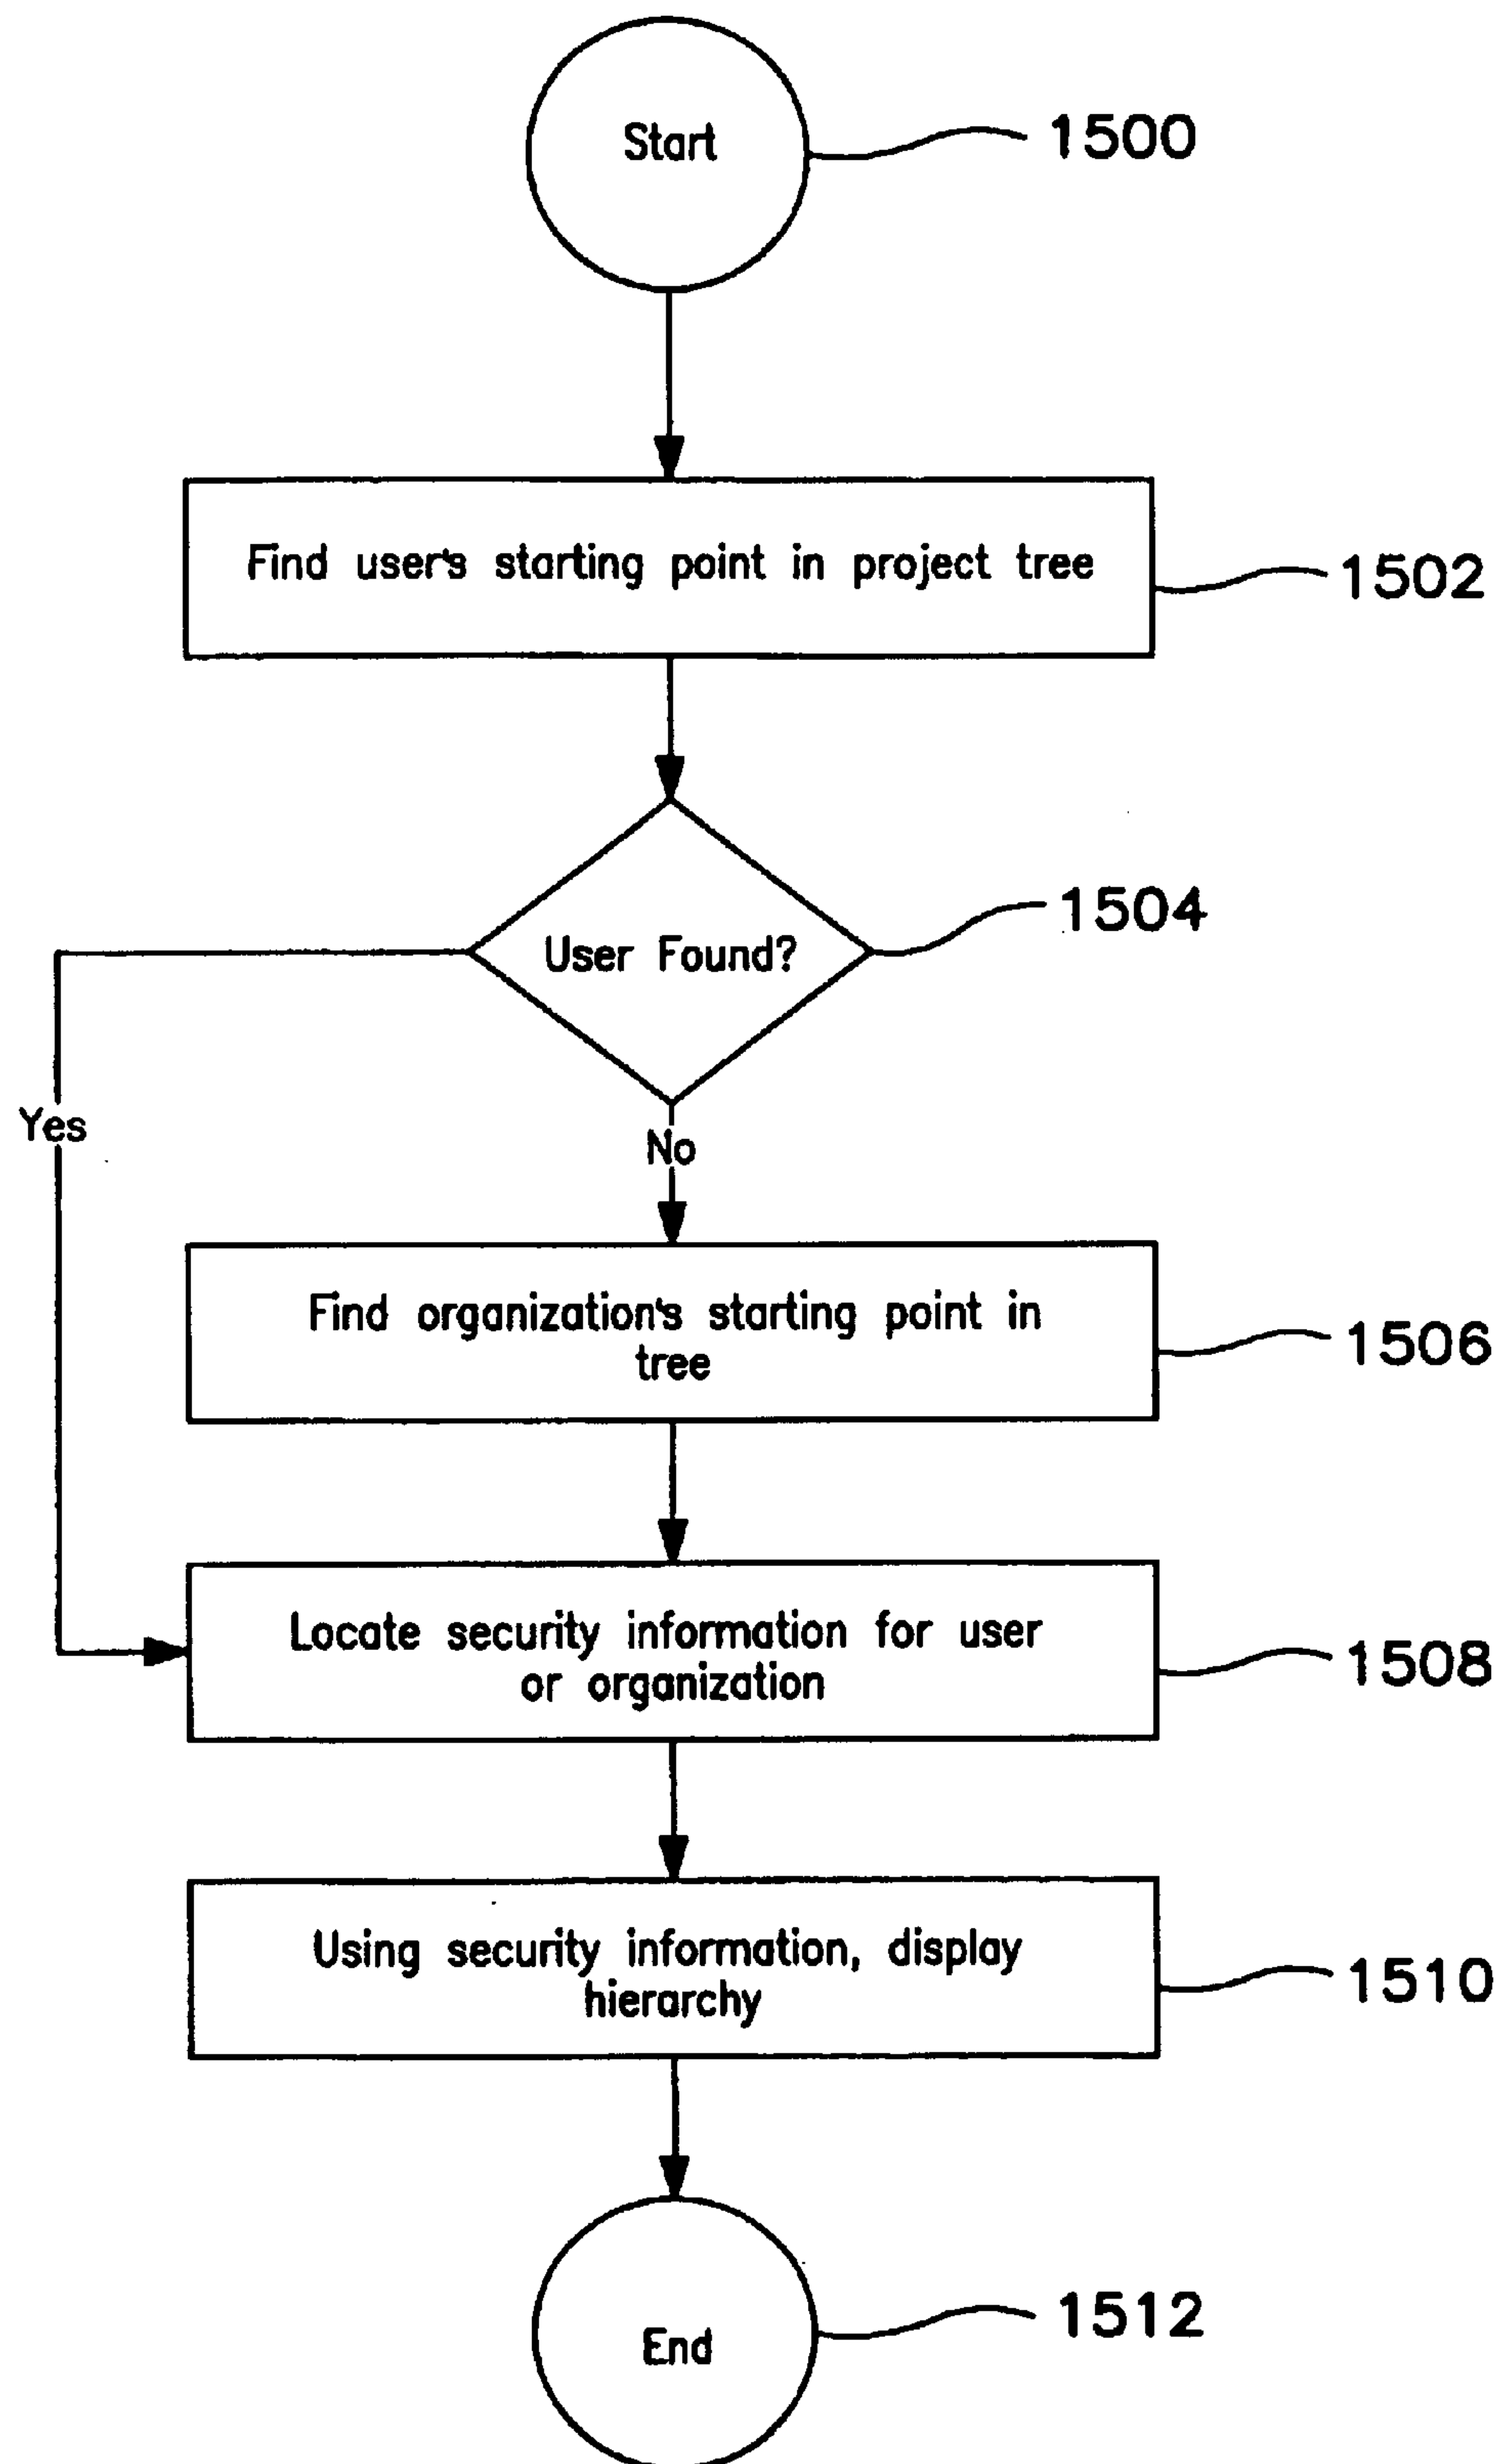 Start
1500
Find user's starting point in project tree
1502
User Found?
1504
Yes
No
Find organization's starting point in
tree
1506
Locate security information for user
or organization
1508
Using security information, display
hierarchy
1510
End
1512